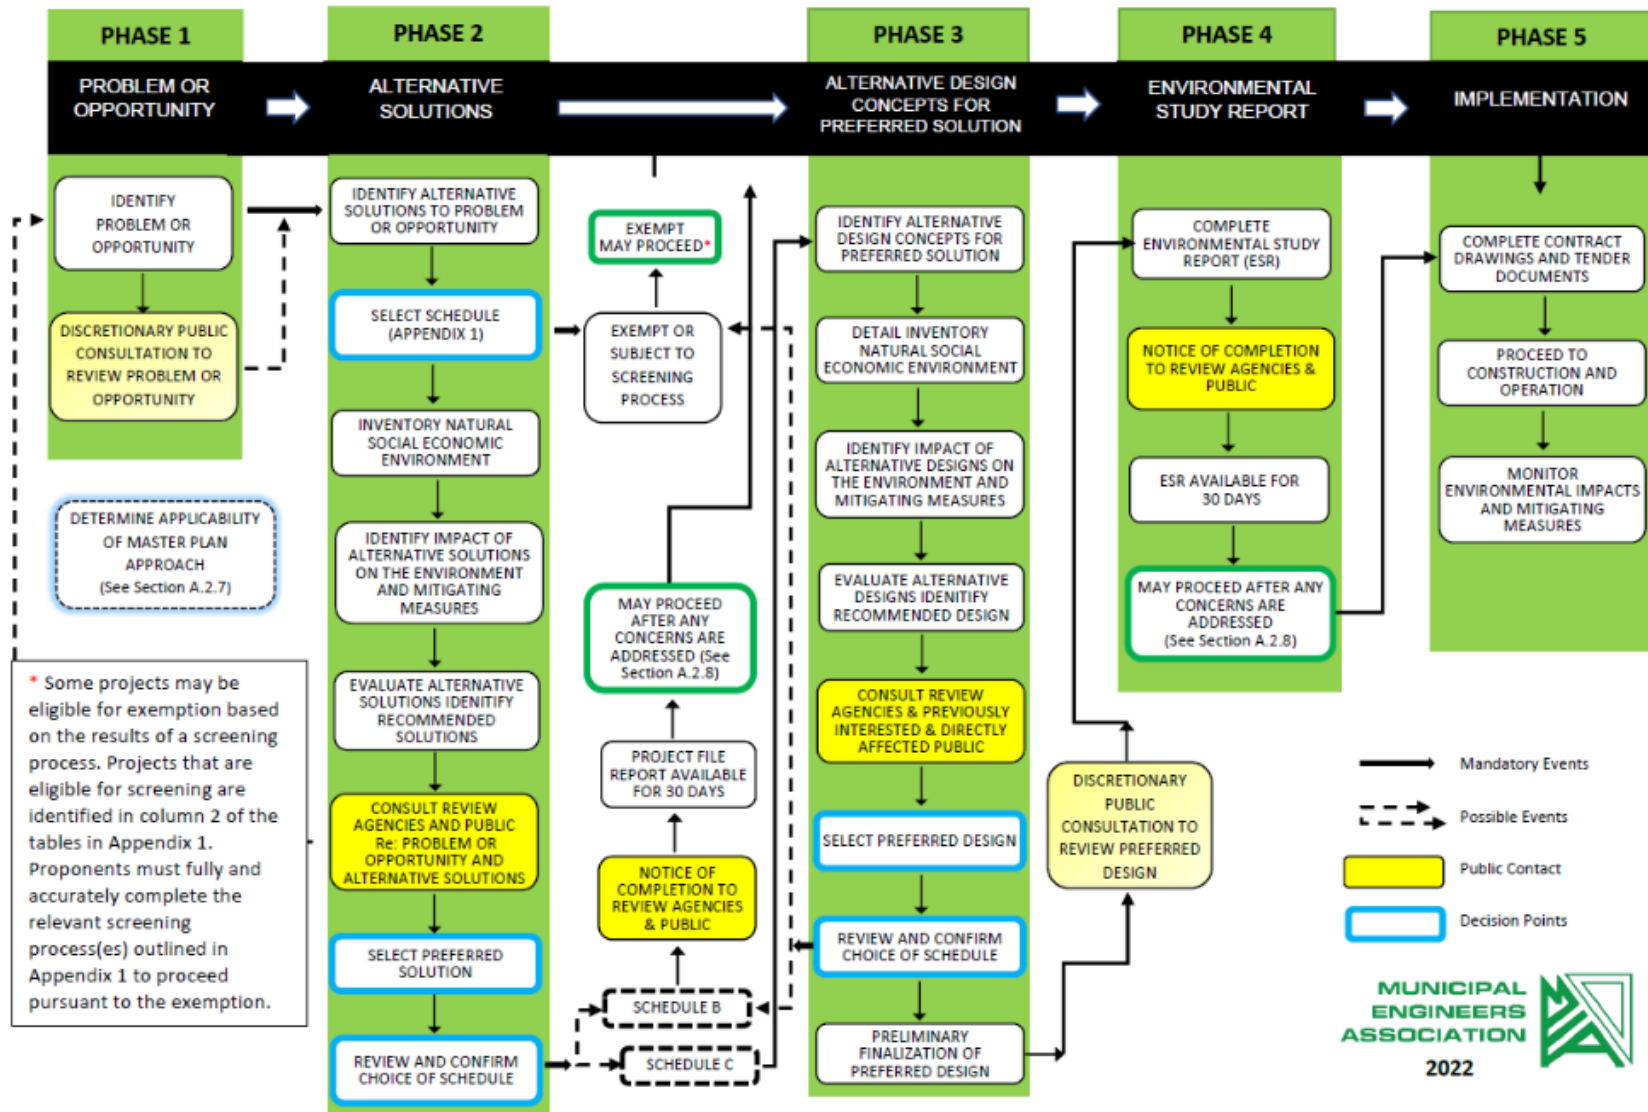 PHASE 1
PHASE 2
PHASE 3
PHASE 4
PHASE 5
PROBLEM OR
OPPORTUNITY
ALTERNATIVE
SOLUTIONS
ALTERNATIVE DESIGN
CONCEPTS FOR
PREFERRED SOLUTION
ENVIRONMENTAL
STUDY REPORT
IMPLEMENTATION
IDENTIFY
PROBLEM OR
OPPORTUNITY
DISCRETIONARY PUBLIC
CONSULTATION TO
REVIEW PROBLEM OR
OPPORTUNITY
DETERMINE APPLICABILITY
OF MASTER PLAN
APPROACH
(See Section A.2.7)
* Some projects may be
eligible for exemption based
on the results of a screening
process. Projects that are
eligible for screening are
identified in column 2 of the
tables in Appendix 1.
Proponents must fully and
accurately complete the
relevant screening
process(es) outlined in
Appendix 1 to proceed
pursuant to the exemption.
IDENTIFY ALTERNATIVE
SOLUTIONS TO PROBLEM
OR OPPORTUNITY
SELECT SCHEDULE
(APPENDIX 1)
INVENTORY NATURAL
SOCIAL ECONOMIC
ENVIRONMENT
IDENTIFY IMPACT OF
ALTERNATIVE SOLUTIONS
ON THE ENVIRONMENT
AND MITIGATING
MEASURES
EVALUATE ALTERNATIVE
SOLUTIONS IDEINTIFY
RECOMMENDED
SOLUTIONS
CONSULT REVIEW
AGENCIES AND PUBLIC
Re: PROBLEM OR
OPPORTUNITY AND
ALTERNATIVE SOLUTIONS
SELECT PREFERRED
SOLUTION
REVIEW AND CONFIRM
CHOICE OF SCHEDULE
EXEMPT
MAY PROCEED*
EXEMPT OR
SUBJECT TO
SCREENING
PROCESS
MAY PROCEED
AFTER ANY
CONCERNS ARE
ADDRESSED (See
Section A.2.8)
PROJECT FILE
REPORT AVAILABLE
FOR 30 DAYS
NOTICE OF
COMPLETION TO
REVIEW AGENCIES
& PUBLIC
SCHEDULE B
SCHEDULE C
IDENTIFY ALTERNATIVE
DESIGN CONCEPTS FOR
PREFERRED SOLUTION
DETAIL INVENTORY
NATURAL SOCIAL
ECONOMIC ENVIRONMENT
IDENTIFY IMPACT OF
ALTERNATIVE DESIGNS ON
THE ENVIRONMENT AND
MITIGATING MEASURES
EVALUATE ALTERNATIVE
DESIGNS IDEITIFY
RECOMMENDED DESIGN
CONSULT REVIEW
AGENCIES & PREVIOUSLY
INTERESTED & DIRECTLY
AFFECTED PUBLIC
SELECT PREFERRED DESIGN
REVIEW AND CONFIRM
CHOICE OF SCHEDULE
PRELIMINARY
FINALIZATION OF
PREFERRED DESIGN
DISCRETIONARY
PUBLIC
CONSULTATION TO
REVIEW PREFERRED
DESIGN
COMPLETE
ENVIRONMENTAL STUDY
REPORT (ESR)
NOTICE OF COMPLETION
TO REVIEW AGENCIES &
PUBLIC
ESR AVAILABLE FOR
30 DAYS
MAY PROCEED AFTER ANY
CONCERNS ARE
ADDRESSED
(See Section A.2.8)
COMPLETE CONTRACT
DRAWINGS AND TENDER
DOCUMENTS
PROCEED TO
CONSTRUCTION AND
OPERATION
MONITOR
ENVIRONMENTAL IMPACTS
AND MITIGATING
MEASURES
Mandatory Events
Possible Events
Public Contact
Decision Points
MUNICIPAL
ENGINEERS
ASSOCIATION
2022